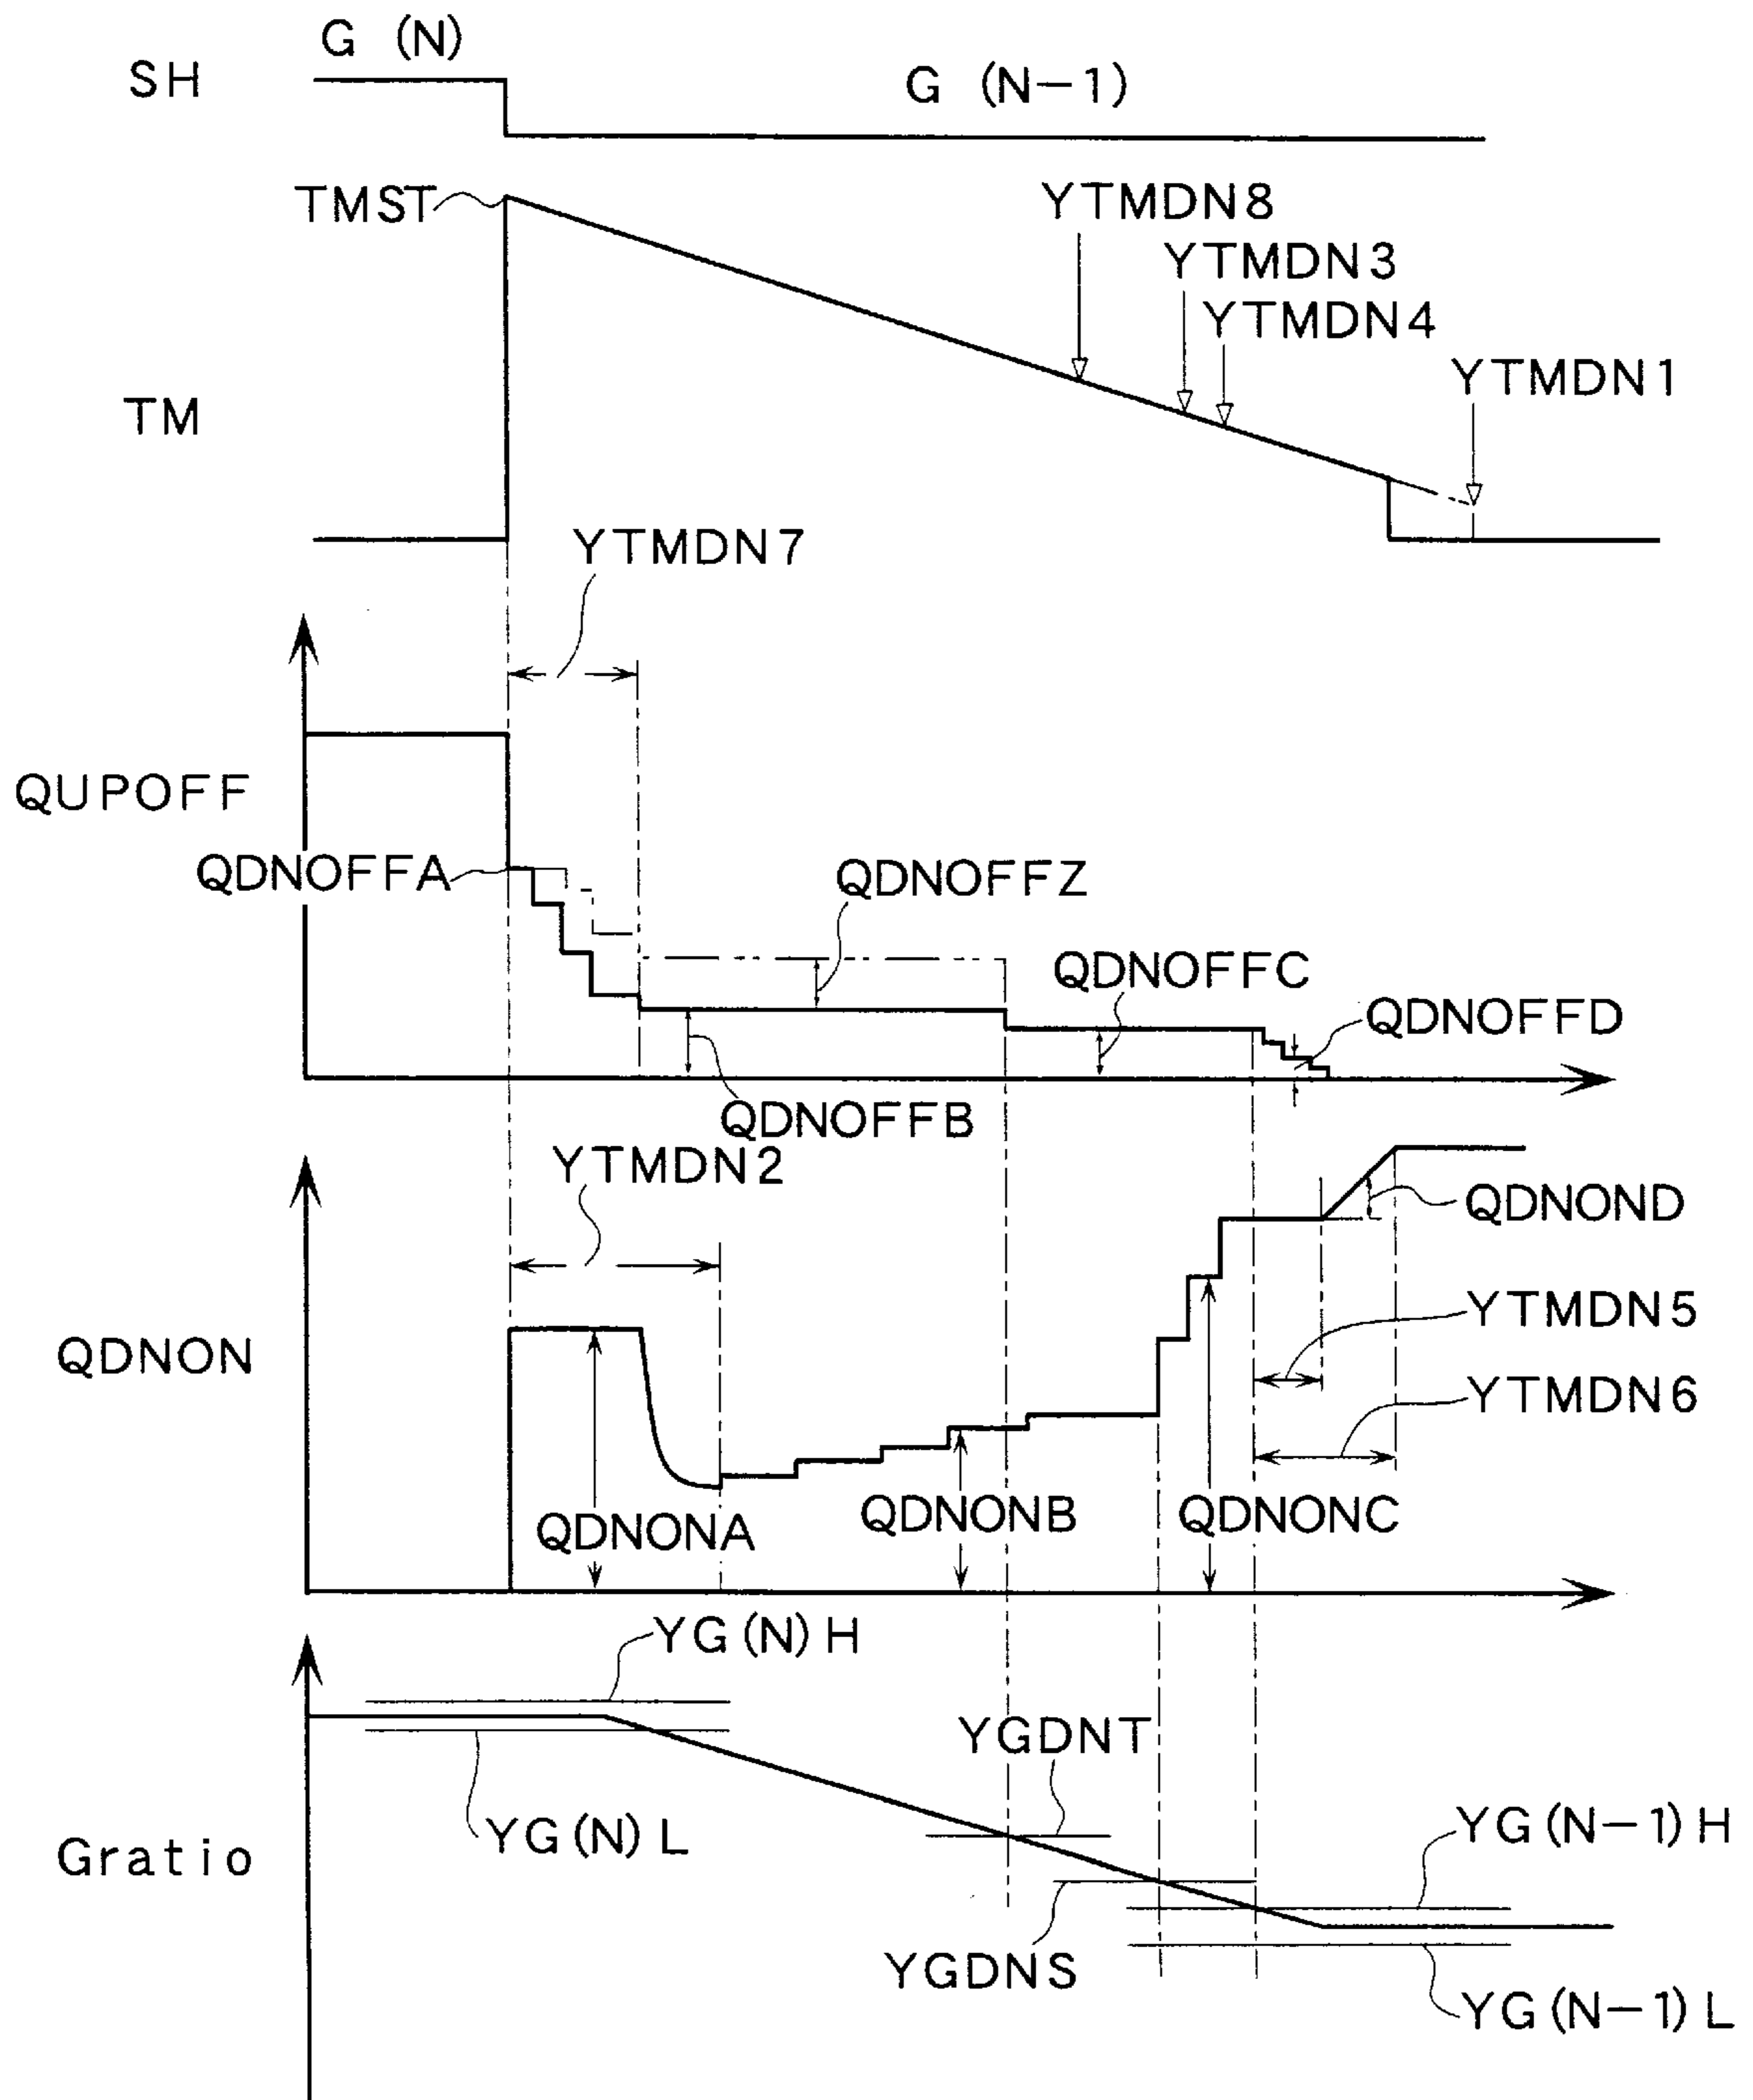 G (N)
SH
G (N-1)
TMST
YTMDN8
YTMDN3
YTMDN4
YTMDN1
TM
YTMDN7
QUPOFF
QDNOFFA
QDNOFFZ
QDNOFFC
QDNOFFD
QDNOFFB
YTMDN2
QDNOND
YTMDN5
QDNON
YTMDN6
QDNONA
QDNONB
QDNONC
YG(N)H
YGDNT
YG(N)L
YG(N-1)H
Gratio
YGDNS
YG(N-1)L